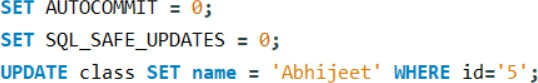 SET AUTOCOMMIT = 0;
SET SQL_SAFE_UPDATES = 0;
UPDATE class SET name = 'Abhijeet' WHERE id='5';